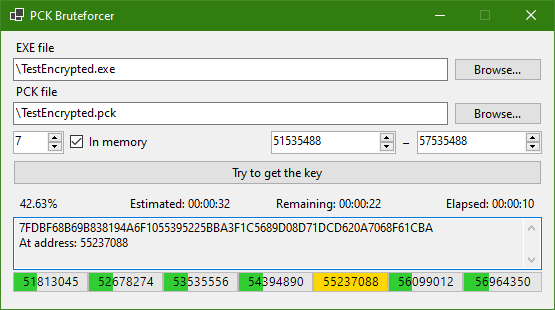 PCK Bruteforcer
EXE file
\TestEncrypted.exe
Browse...
PCK file
\TestEncrypted.pck
Browse...
7
In memory
51535488
–
57535488
Try to get the key
42.63%
Estimated: 00:00:32
Remaining: 00:00:22
Elapsed: 00:00:10
7FDBF68B69B838194A6F1055395225BBA3F1C5689D08D71DCD620A7068F61CBA
At address: 55237088
51813045
52678274
53535556
54394890
55237088
56099012
56964350